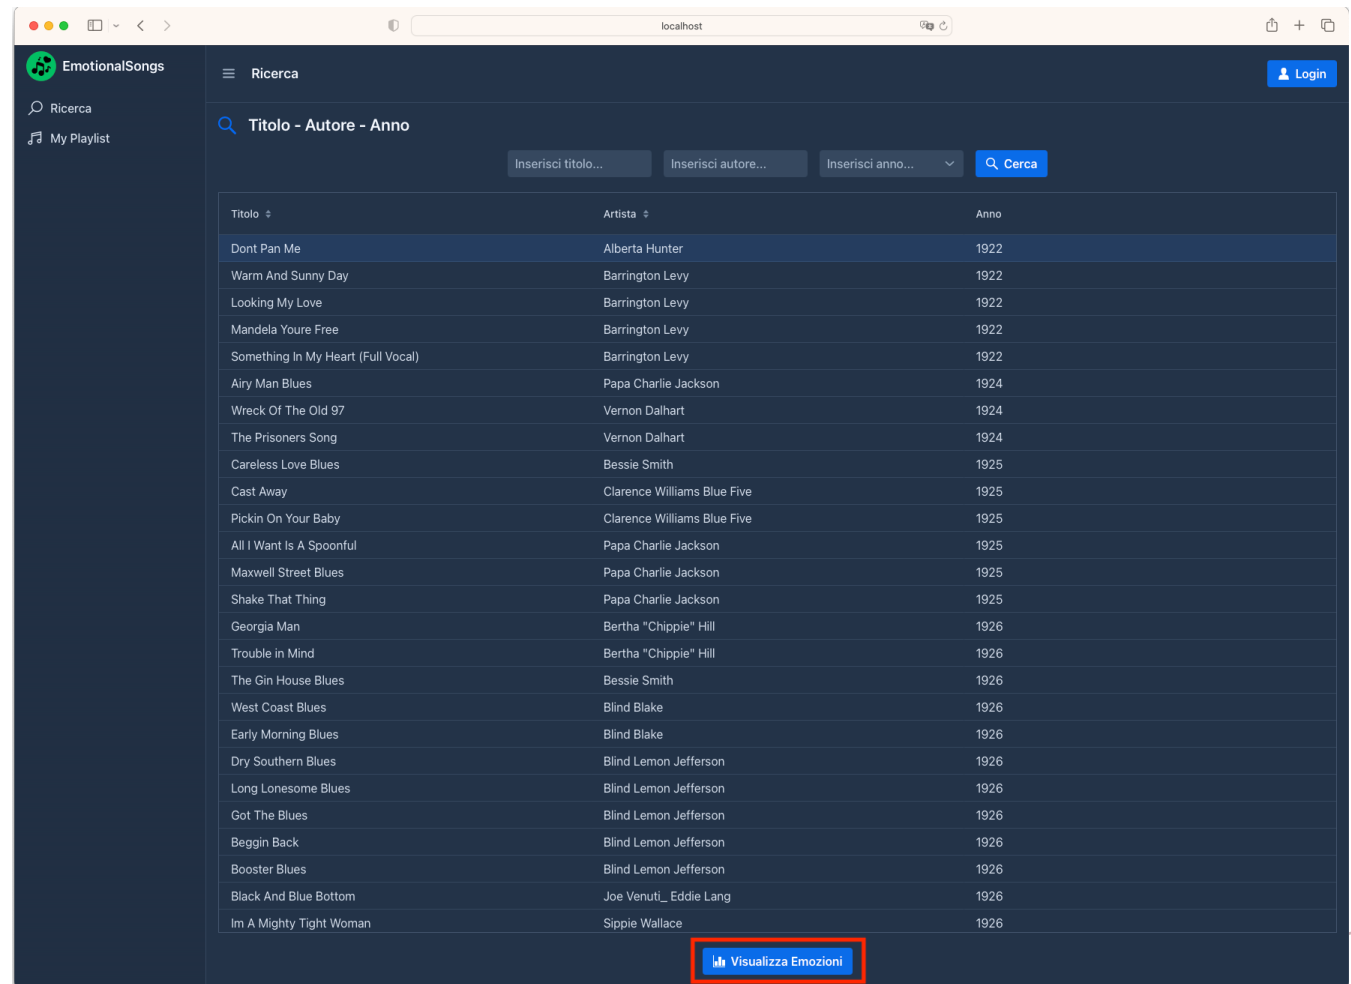 localhost
EmotionalSongs
Ricerca
My Playlist
Ricerca
Login
Titolo - Autore - Anno
Inserisci titolo... Inserisci autore... Inserisci anno... Cerca
Titolo Artista Anno
Dont Pan Me Alberta Hunter 1922
Warm And Sunny Day Barrington Levy 1922
Looking My Love Barrington Levy 1922
Mandela Youre Free Barrington Levy 1922
Something In My Heart (Full Vocal) Barrington Levy 1922
Airy Man Blues Papa Charlie Jackson 1924
Wreck Of The Old 97 Vernon Dalhart 1924
The Prisoners Song Vernon Dalhart 1924
Careless Love Blues Bessie Smith 1925
Cast Away Clarence Williams Blue Five 1925
Pickin On Your Baby Clarence Williams Blue Five 1925
All I Want Is A Spoonful Papa Charlie Jackson 1925
Maxwell Street Blues Papa Charlie Jackson 1925
Shake That Thing Papa Charlie Jackson 1925
Georgia Man Bertha "Chippie" Hill 1926
Trouble in Mind Bertha "Chippie" Hill 1926
The Gin House Blues Bessie Smith 1926
West Coast Blues Blind Blake 1926
Early Morning Blues Blind Blake 1926
Dry Southern Blues Blind Lemon Jefferson 1926
Long Lonesome Blues Blind Lemon Jefferson 1926
Got The Blues Blind Lemon Jefferson 1926
Beggin Back Blind Lemon Jefferson 1926
Booster Blues Blind Lemon Jefferson 1926
Black And Blue Bottom Joe Venuti_ Eddie Lang 1926
Im A Mighty Tight Woman Sippie Wallace 1926
Visualizza Emozioni